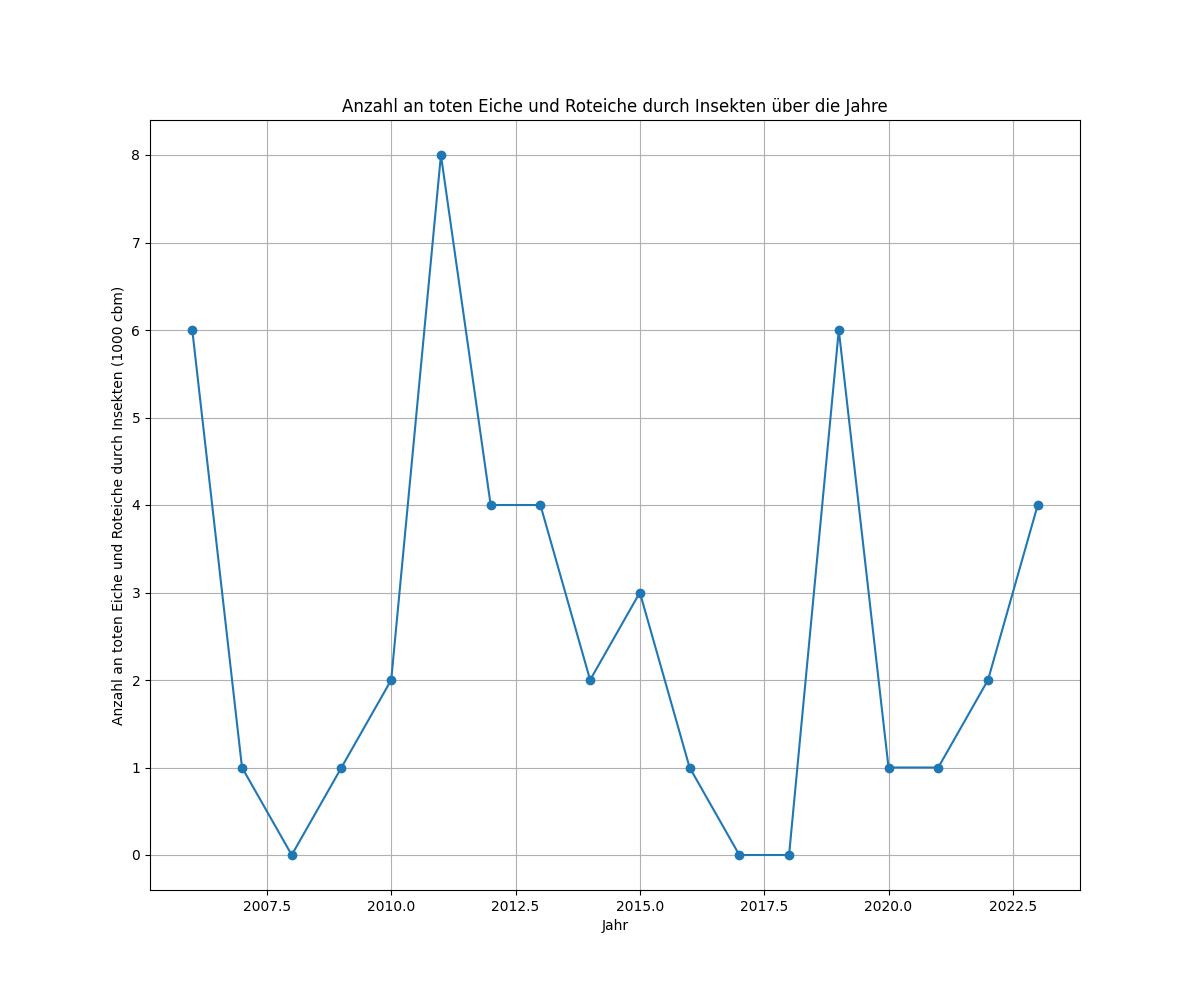 Anzahl an toten Eiche und Roteiche durch Insekten über die Jahre
Anzahl an toten Eiche und Roteiche durch Insekten (1000 cbm)
8
7
6
5
4
3
2
1
0
2007.5 2010.0 2012.5 2015.0 2017.5 2020.0 2022.5
Jahr